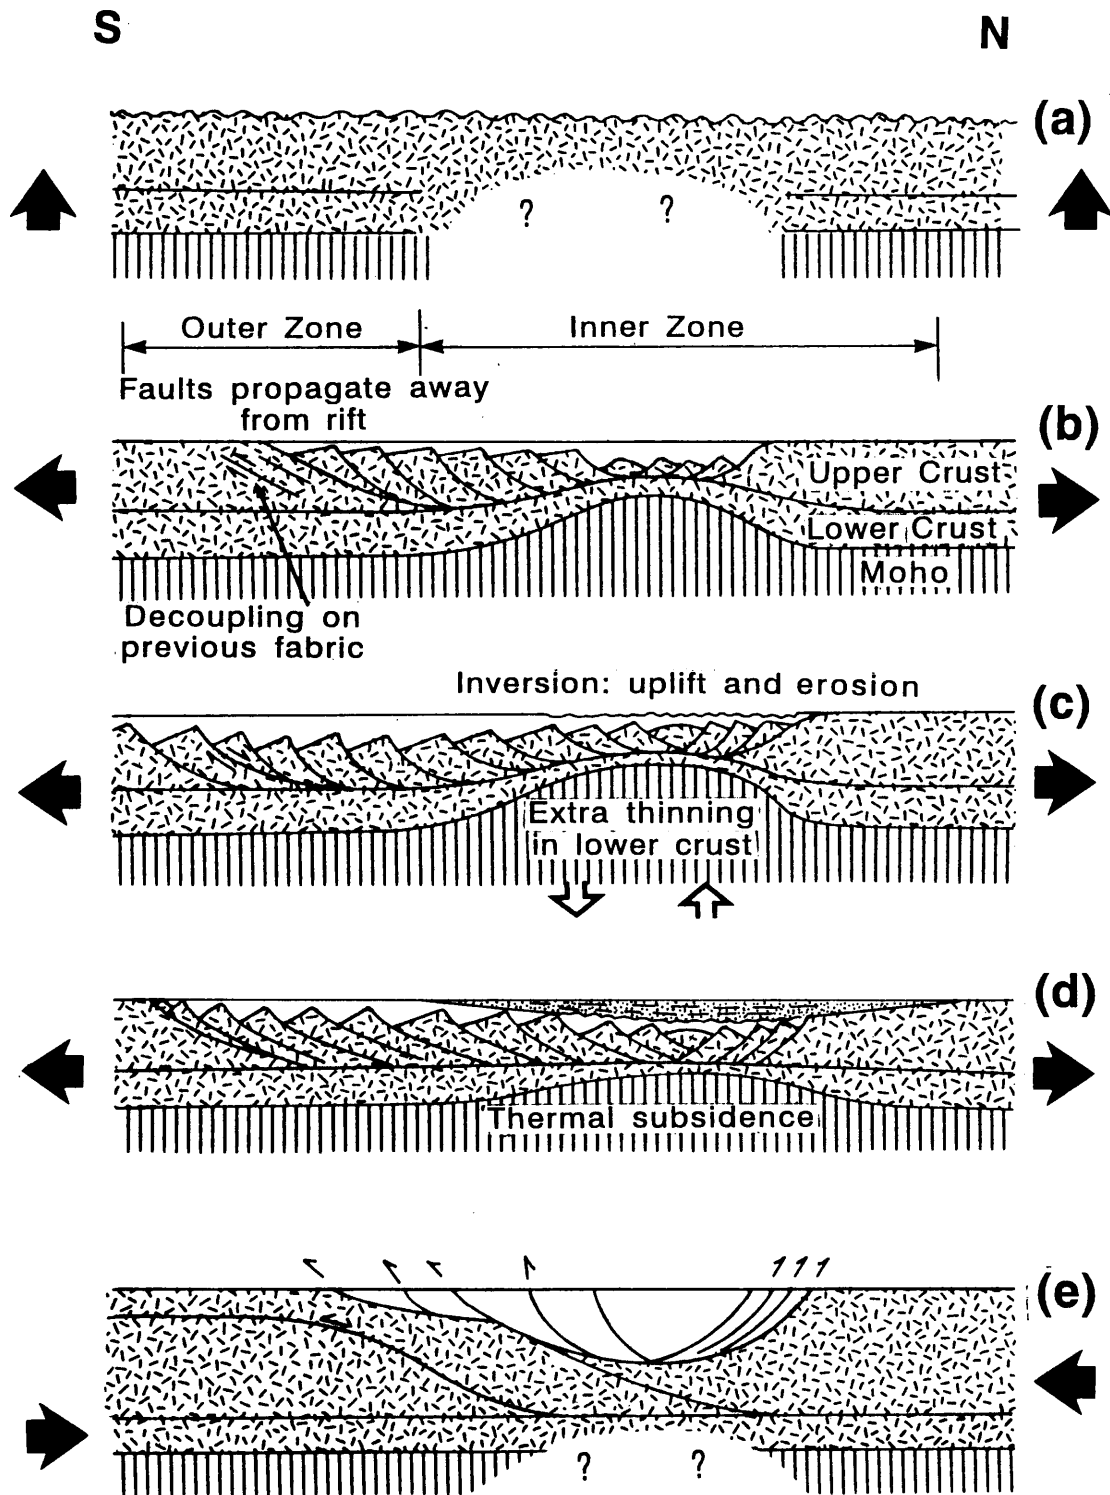 S
N
(a)
? ?
Outer Zone
Inner Zone
Faults propagate away
from rift
(b)
Upper Crust
Lower Crust
Moho
Decoupling on
previous fabric
Inversion: uplift and erosion
(c)
Extra thinning
in lower crust
(d)
Thermal subsidence
(e)
? ?